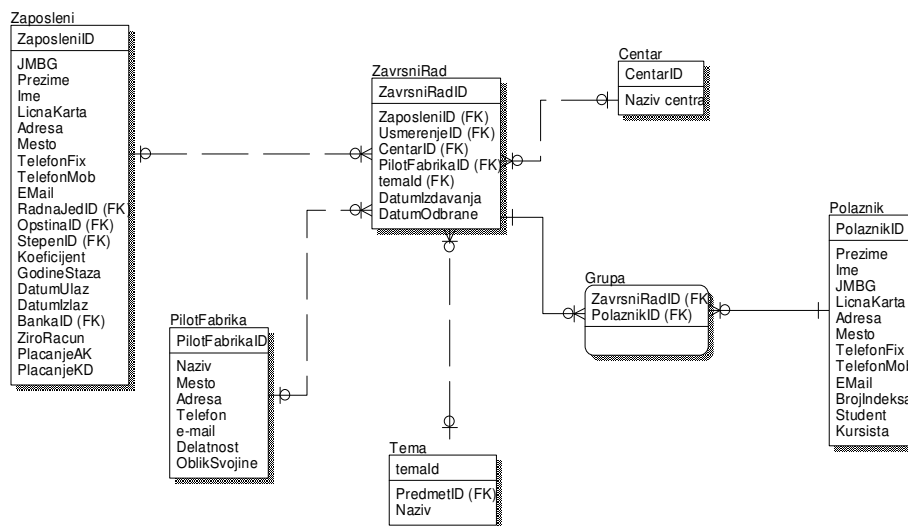 Zaposleni
ZaposleniID
JMBG
Prezime
Ime
LicnaKarta
Adresa
Mesto
TelefonFix
TelefonMob
EMail
RadnaJedID (FK)
OpstinaID (FK)
StepenID (FK)
Koeficijent
GodineStaza
DatumUlaz
DatumIzlaz
BankaID (FK)
ZiroRacun
PlacanjeAK
PlacanjeKD
ZavrsniRad
ZavrsniRadID
ZaposleniID (FK)
UsmerenjeID (FK)
CentarID (FK)
PilotFabrikaID (FK)
temaId (FK)
DatumIzdavanja
DatumOdbrane
Centar
CentarID
Naziv centra
PilotFabrika
PilotFabrikaID
Naziv
Mesto
Adresa
Telefon
e-mail
Delatnost
OblikSvojine
Tema
temaId
PredmetID (FK)
Naziv
Grupa
ZavrsniRadID (FK)
PolaznikID (FK)
Polaznik
PolaznikID
Prezime
Ime
JMBG
LicnaKarta
Adresa
Mesto
TelefonFix
TelefonMob
EMail
BrojIndeksa
Student
Kursista